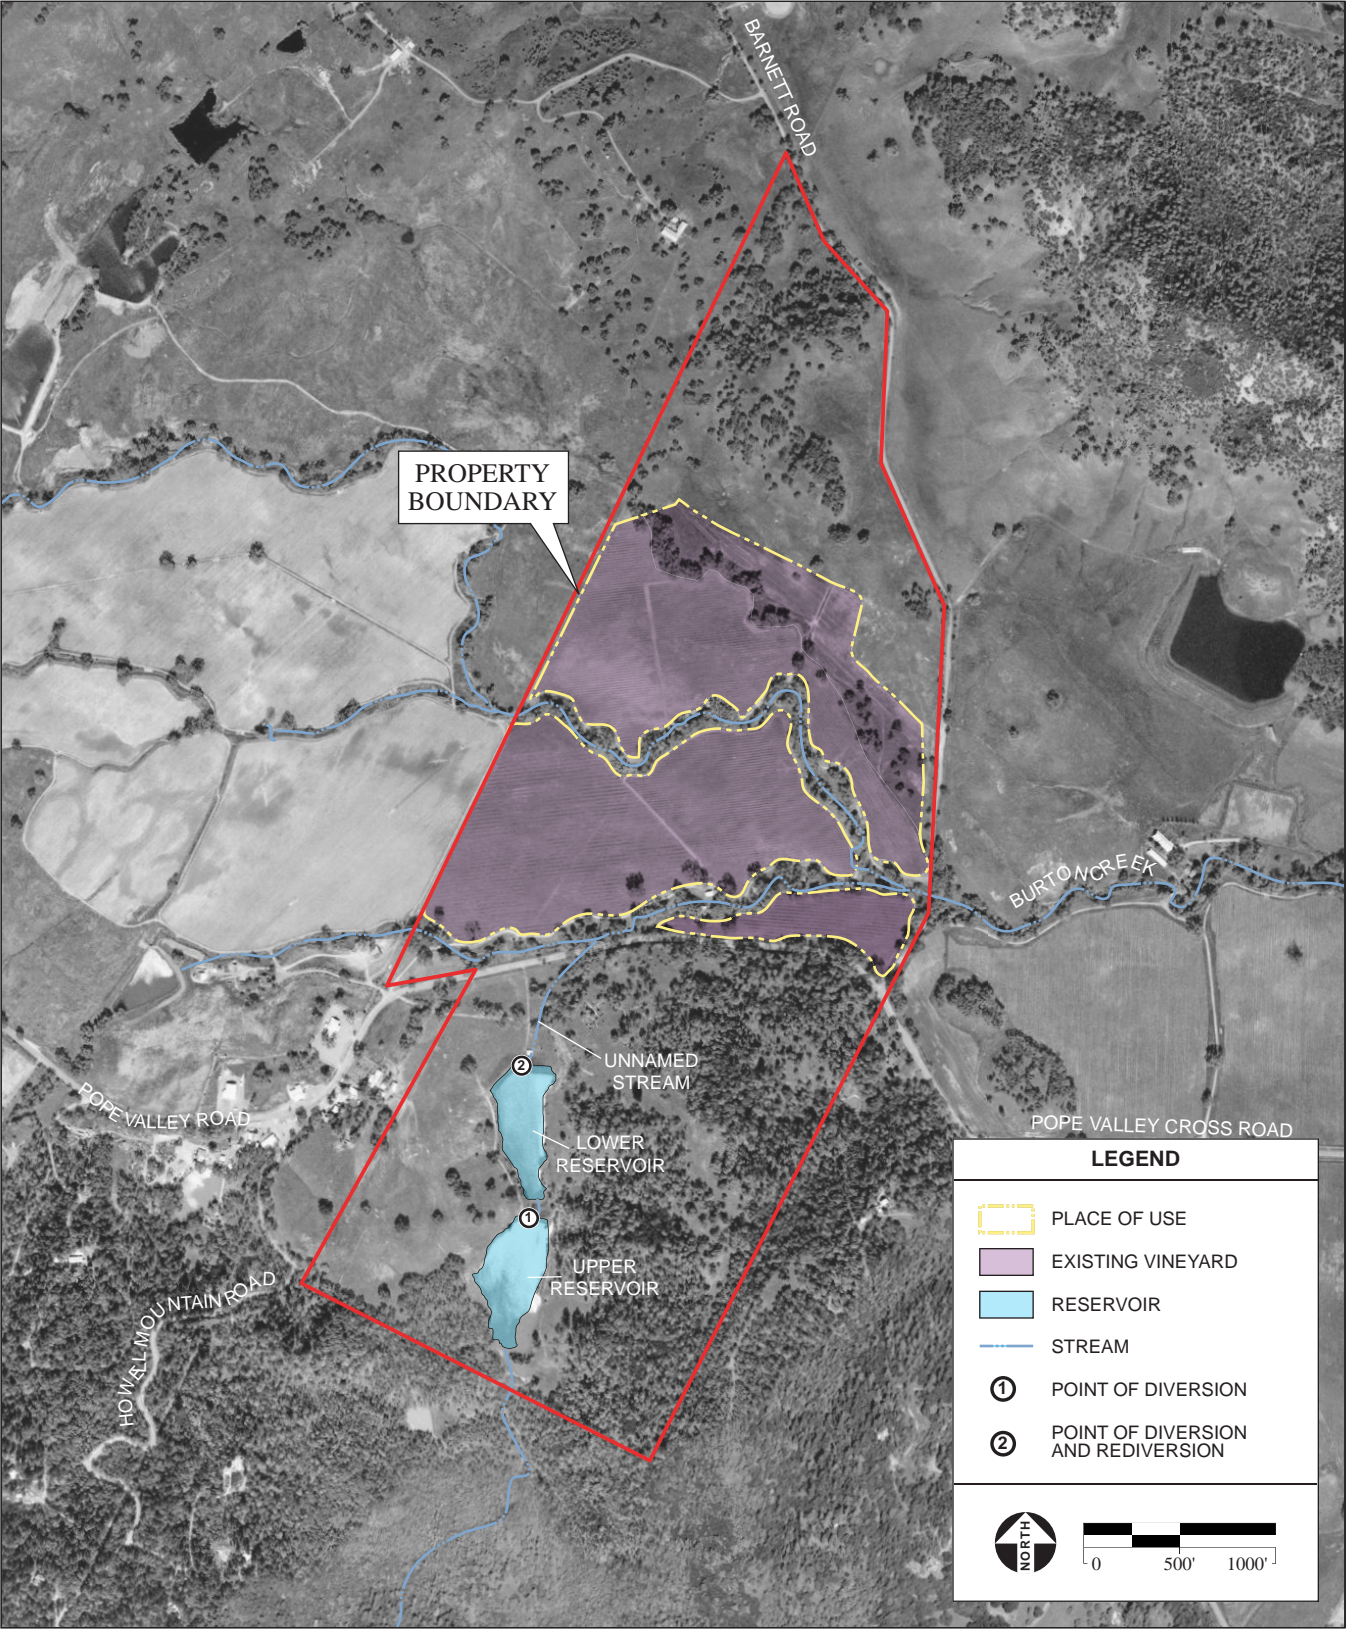 BARNETT ROAD
PROPERTY
BOUNDARY
BURTON CREEK
UNNAMED
STREAM
2
POPE VALLEY ROAD
POPE VALLEY CROSS ROAD
LOWER
RESERVOIR
1
UPPER
RESERVOIR
HOWELL MOUNTAIN ROAD
LEGEND
PLACE OF USE
EXISTING VINEYARD
RESERVOIR
STREAM
1 POINT OF DIVERSION
2 POINT OF DIVERSION
AND REDIVERSION
NORTH
0 500' 1000'